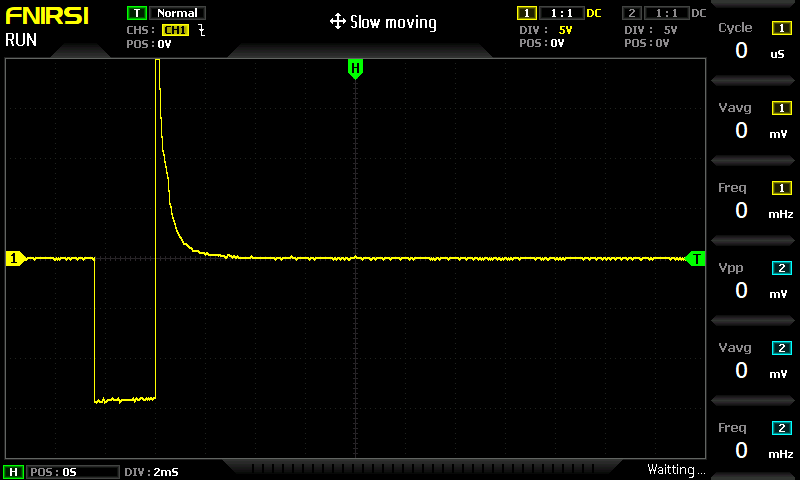 FNIRSI
RUN
T Normal
CHS: CH1
POS: 0V
Slow moving
1 1:1 DC
DIV: 5V
POS: 0V
2 1:1 DC
DIV: 5V
POS: 0V
H
1
T
Cycle 1
0 uS
Vavg 1
0 mV
Freq 1
0 mHz
Vpp 2
0 mV
Vavg 2
0 mV
Freq 2
0 mHz
H POS: 0S DIV: 2mS
Waitting...